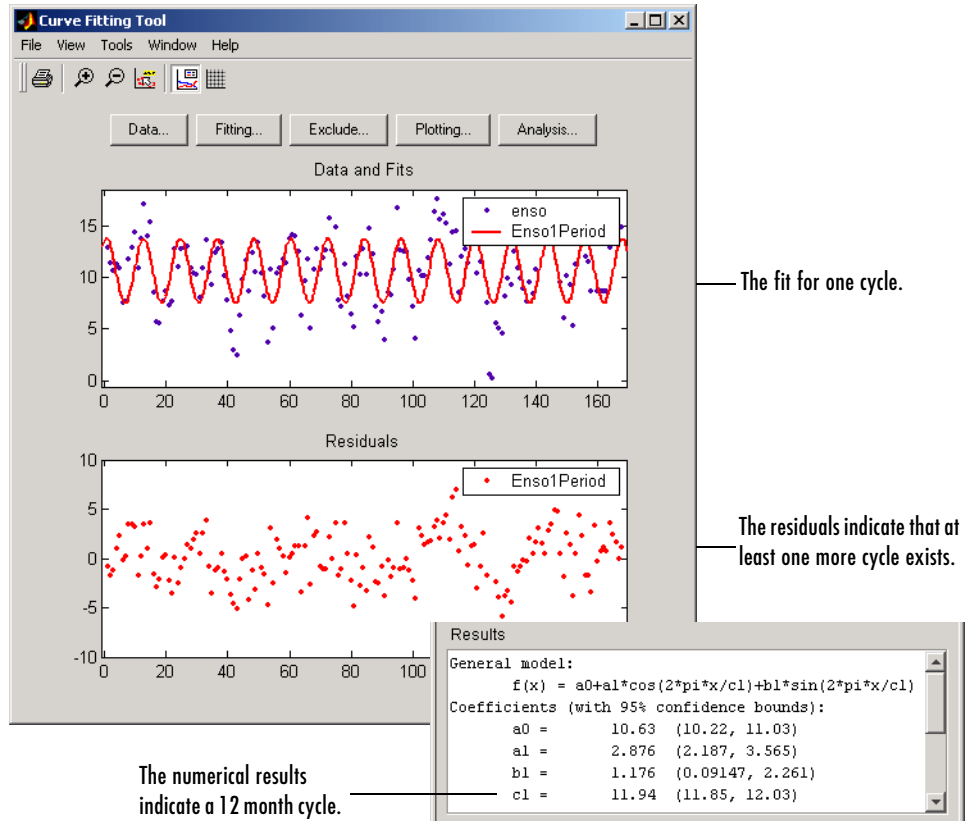 Curve Fitting Tool
File View Tools Window Help
Data... Fitting... Exclude... Plotting... Analysis...
Data and Fits
enso
Enso1Period
15
10
5
0
0 20 40 60 80 100 120 140 160
The fit for one cycle.
Residuals
Enso1Period
10
5
0
-5
-10
0 20 40 60 80 100
The residuals indicate that at
least one more cycle exists.
Results
General model:
f(x) = a0+a1*cos(2*pi*x/c1)+b1*sin(2*pi*x/c1)
Coefficients (with 95% confidence bounds):
a0 = 10.63 (10.22, 11.03)
a1 = 2.876 (2.187, 3.565)
b1 = 1.176 (0.09147, 2.261)
c1 = 11.94 (11.85, 12.03)
The numerical results
indicate a 12 month cycle.